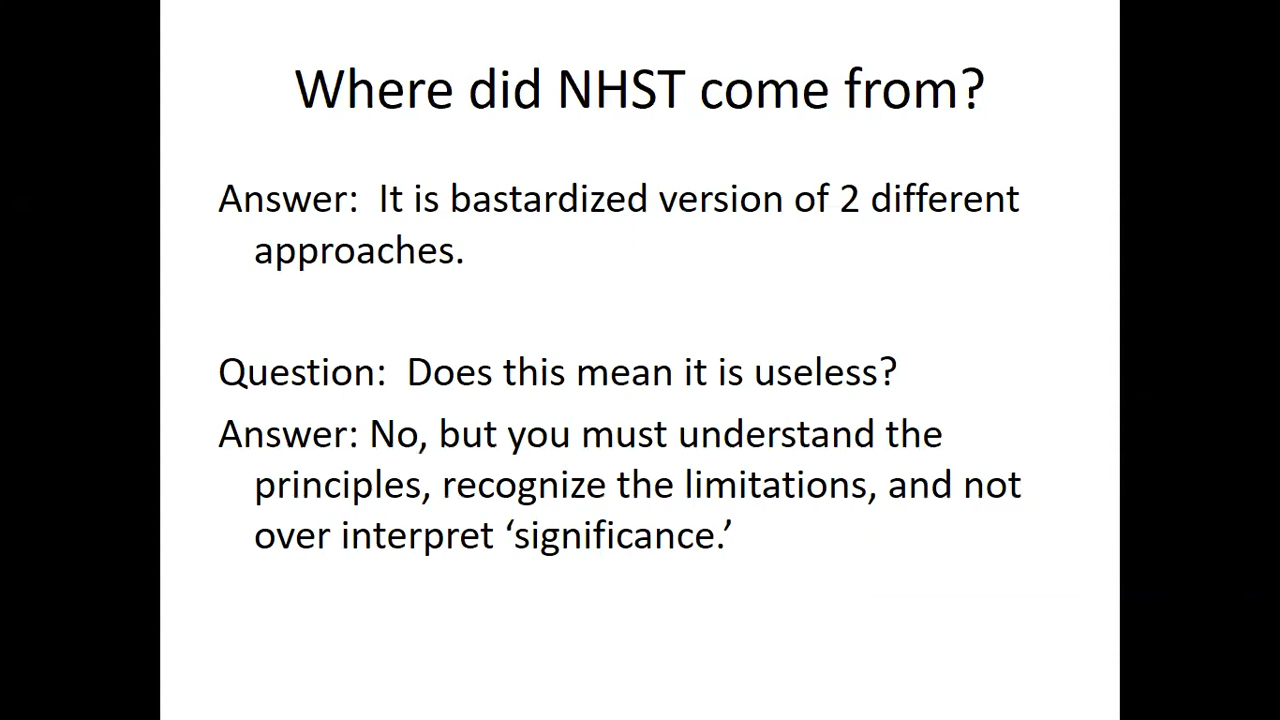 Where did NHST come from?
Answer:  It is bastardized version of 2 different
approaches.
Question:  Does this mean it is useless?
Answer: No, but you must understand the
principles, recognize the limitations, and not
over interpret ‘significance.’